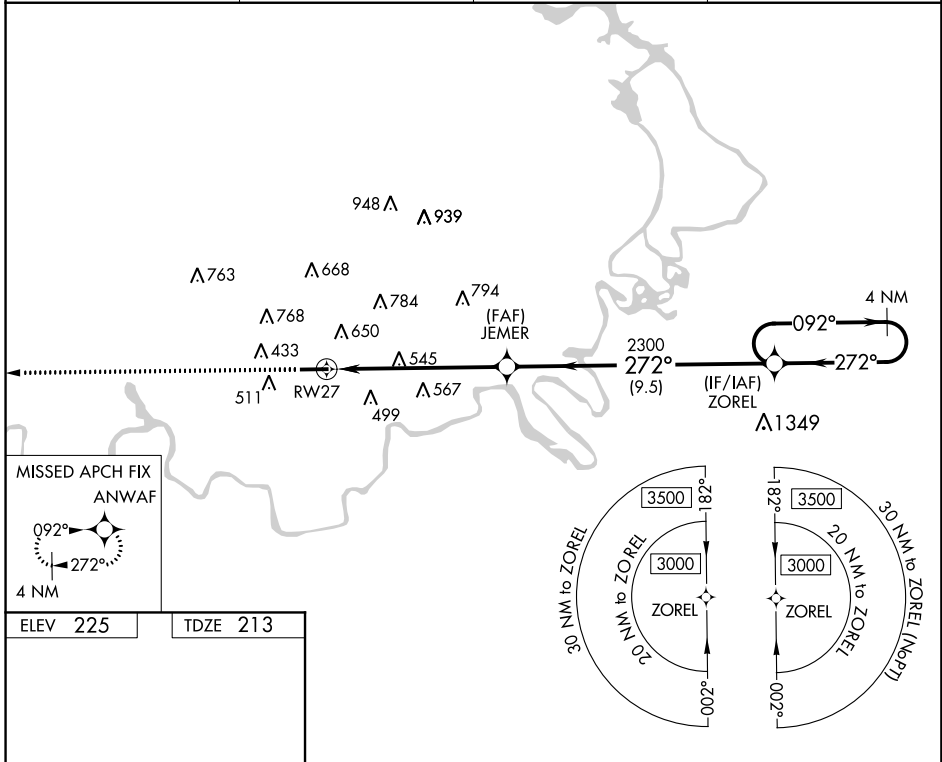 948
939
763
668
784
794
768
650
(FAF)
JEMER
4 NM
092°
433
545
2300
272°
(9.5)
272°
511
RW27
499
567
(IF/IAF)
ZOREL
1349
MISSED APCH FIX
ANWAF
092°
272°
4 NM
30 NM to ZOREL
20 NM to ZOREL
3500
182°
3000
ZOREL
002°
182°
3500
3000
ZOREL
002°
20 NM to ZOREL
30 NM to ZOREL (NoPT)
ELEV 225
TDZE 213